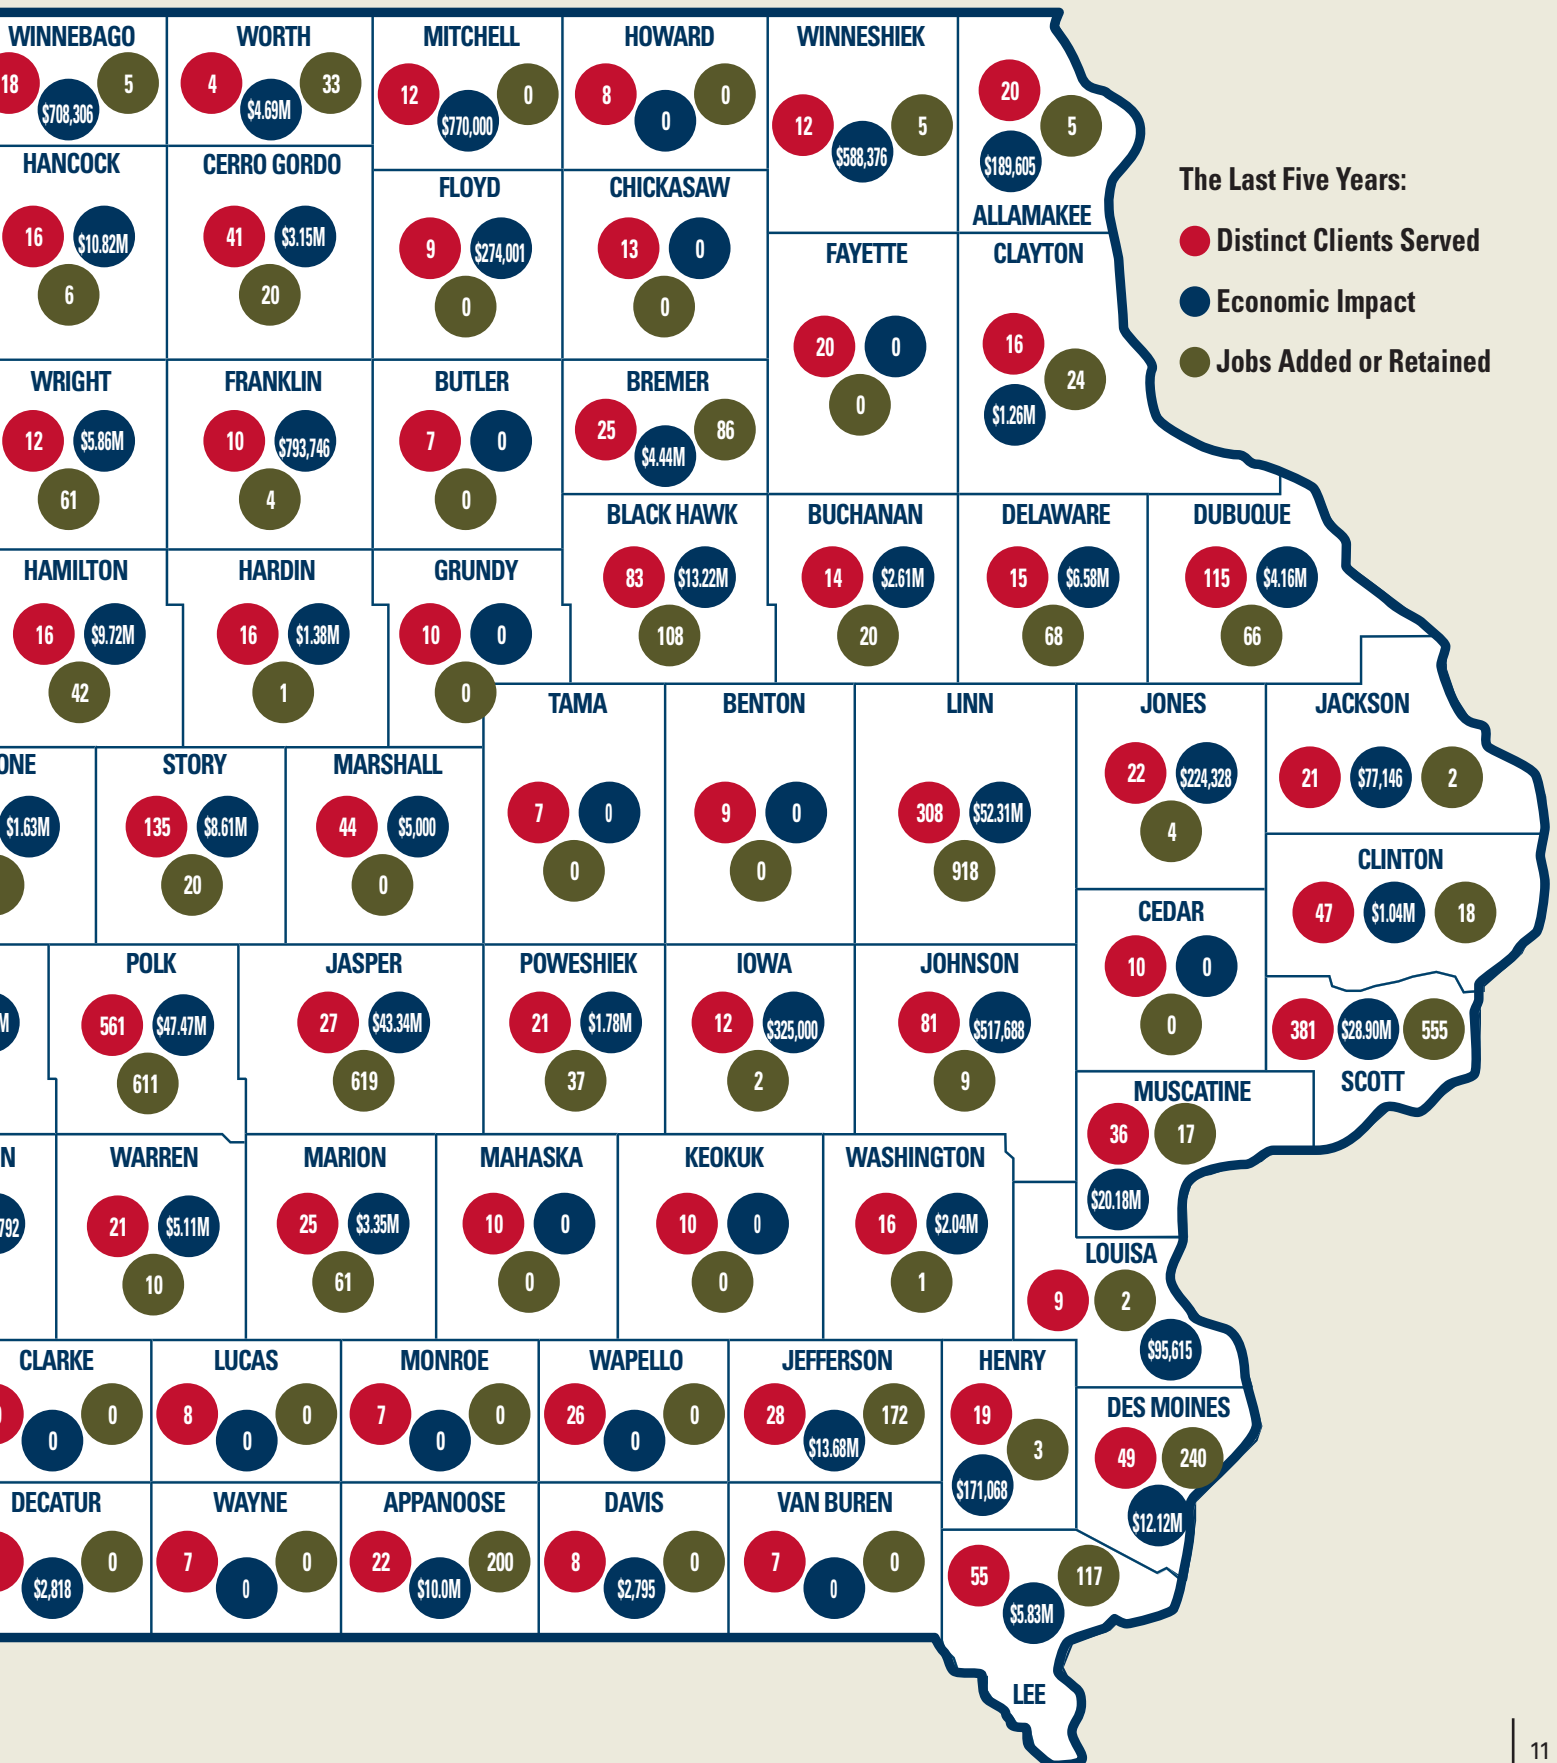 WINNEBAGO
18
$708,306
5
WORTH
4
$4.69M
33
MITCHELL
12
$770,000
0
HOWARD
8
0
0
WINNESHIEK
12
$588,376
5
20
5
$189,605
ALLAMAKEE
The Last Five Years:
Distinct Clients Served
Economic Impact
Jobs Added or Retained
HANCOCK
16
$10.82M
6
CERRO GORDO
41
$3.15M
20
FLOYD
9
$274,001
0
CHICKASAW
13
0
0
FAYETTE
20
0
0
CLAYTON
16
24
$1.26M
WRIGHT
12
$5.86M
61
FRANKLIN
10
$793,746
4
BUTLER
7
0
0
BREMER
25
$4.44M
86
BLACK HAWK
83
$13.22M
108
BUCHANAN
14
$2.61M
20
DELAWARE
15
$6.58M
68
DUBUQUE
115
$4.16M
66
HAMILTON
16
$9.72M
42
HARDIN
16
$1.38M
1
GRUNDY
10
0
0
TAMA
7
0
0
BENTON
9
0
0
LINN
308
$52.31M
918
JONES
22
$224,328
4
JACKSON
21
$77,146
2
ONE
$1.63M
STORY
135
$8.61M
20
MARSHALL
44
$5,000
0
CLINTON
47
$1.04M
18
CEDAR
10
0
0
M
POLK
561
$47.47M
611
JASPER
27
$43.34M
619
POWESHIEK
21
$1.78M
37
IOWA
12
$325,000
2
JOHNSON
81
$517,688
9
381
$28.90M
555
SCOTT
MUSCATINE
36
17
$20.18M
N
792
WARREN
21
$5.11M
10
MARION
25
$3.35M
61
MAHASKA
10
0
0
KEOKUK
10
0
0
WASHINGTON
16
$2.04M
1
LOUISA
9
2
$95,615
CLARKE
0
0
LUCAS
8
0
0
MONROE
7
0
0
WAPELLO
26
0
0
JEFFERSON
28
$13.68M
172
HENRY
19
3
$171,068
DES MOINES
49
240
$12.12M
DECATUR
$2,818
0
WAYNE
7
0
0
APPANOOSE
22
$10.0M
200
DAVIS
8
$2,795
0
VAN BUREN
7
0
0
55
117
$5.83M
LEE
11